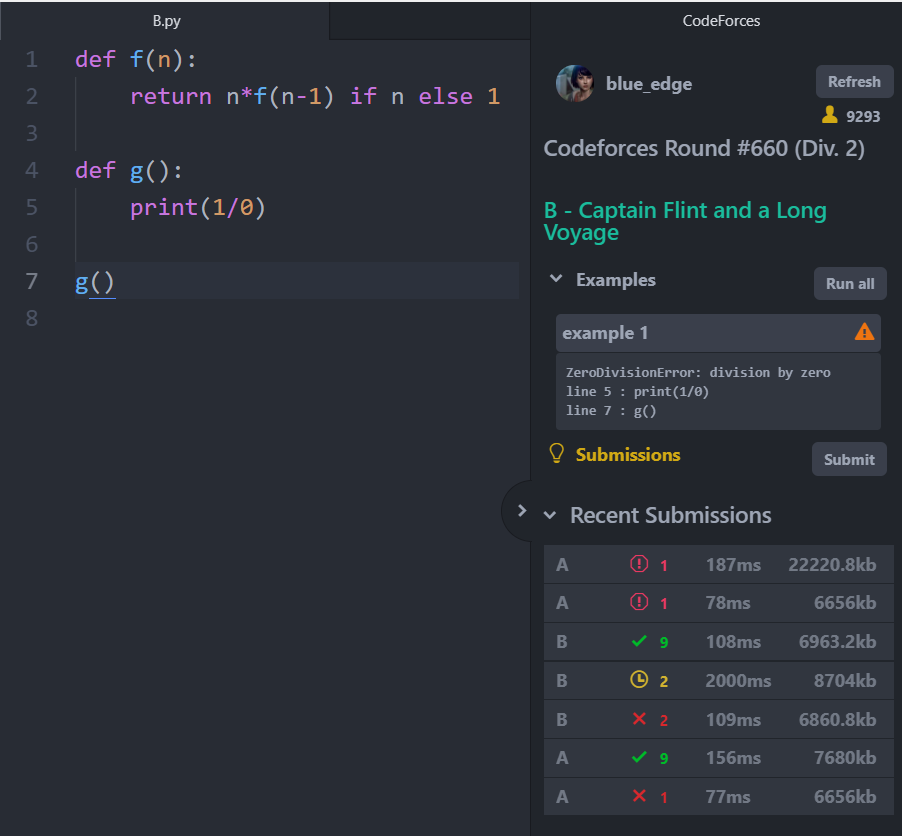 B.py
1 def f(n):
2     return n*f(n-1) if n else 1
3
4 def g():
5     print(1/0)
6
7 g()
8
CodeForces
blue_edge
Refresh
9293
Codeforces Round #660 (Div. 2)
B - Captain Flint and a Long
Voyage
Examples
Run all
example 1
ZeroDivisionError: division by zero
line 5 : print(1/0)
line 7 : g()
Submissions
Submit
Recent Submissions
A 1 187ms 22220.8kb
A 1 78ms 6656kb
B 9 108ms 6963.2kb
B 2 2000ms 8704kb
B 2 109ms 6860.8kb
A 9 156ms 7680kb
A 1 77ms 6656kb